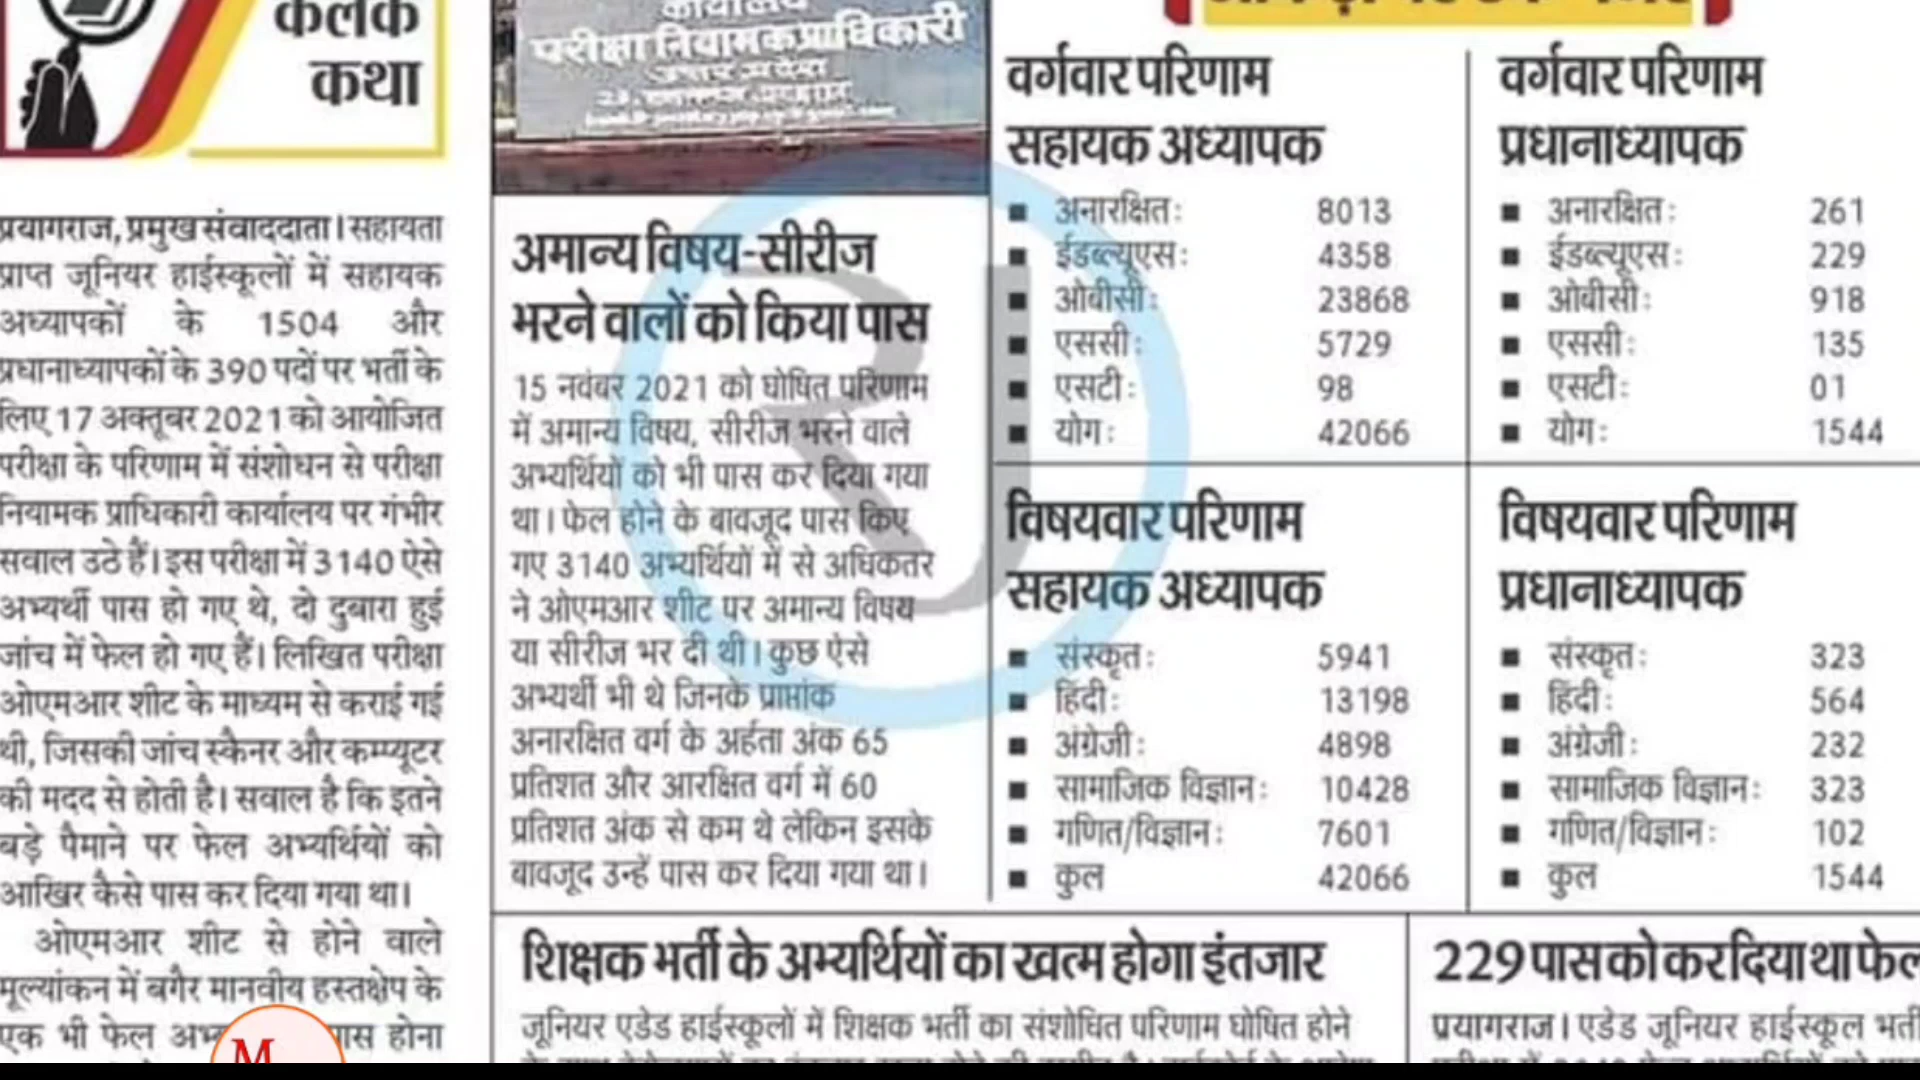 कलंक
कथा
प्रयागराज, प्रमुख संवाददाता। सहायता
प्राप्त जूनियर हाईस्कूलों में सहायक
अध्यापकों के 1504 और
प्रधानाध्यापकों के 390 पदों पर भर्ती के
लिए 17 अक्तूबर 2021 को आयोजित
परीक्षा के परिणाम में संशोधन से परीक्षा
नियामक प्राधिकारी कार्यालय पर गंभीर
सवाल उठे हैं। इस परीक्षा में 3140 ऐसे
अभ्यर्थी पास हो गए थे, दो दुबारा हुई
जांच में फेल हो गए हैं। लिखित परीक्षा
ओएमआर शीट के माध्यम से कराई गई
थी, जिसकी जांच स्कैनर और कम्प्यूटर
की मदद से होती है। सवाल है कि इतने
बड़े पैमाने पर फेल अभ्यर्थियों को
आखिर कैसे पास कर दिया गया था।
ओएमआर शीट से होने वाले
मूल्यांकन में बगैर मानवीय हस्तक्षेप के
एक भी फेल पास होना
M
कार्यालय
परीक्षा नियामक प्राधिकारी
अमान्य विषय-सीरीज
भरने वालों को किया पास
15 नवंबर 2021 को घोषित परिणाम
में अमान्य विषय, सीरीज भरने वाले
अभ्यर्थियों को भी पास कर दिया गया
था। फेल होने के बावजूद पास किए
गए 3140 अभ्यर्थियों में से अधिकतर
ने ओएमआर शीट पर अमान्य विषय
या सीरीज भर दी थी। कुछ ऐसे
अभ्यर्थी भी थे जिनके प्राप्तांक
अनारक्षित वर्ग के अर्हता अंक 65
प्रतिशत और आरक्षित वर्ग में 60
प्रतिशत अंक से कम थे लेकिन इसके
बावजूद उन्हें पास कर दिया गया था।
वर्गवार परिणाम
सहायक अध्यापक
अनारक्षित: 8013
ईडब्ल्यूएस: 4358
ओबीसी: 23868
एससी: 5729
एसटी: 98
योग: 42066
वर्गवार परिणाम
प्रधानाध्यापक
अनारक्षित: 261
ईडब्ल्यूएस: 229
ओबीसी: 918
एससी: 135
एसटी: 01
योग: 1544
विषयवार परिणाम
सहायक अध्यापक
संस्कृत: 5941
हिंदी: 13198
अंग्रेजी: 4898
सामाजिक विज्ञान: 10428
गणित/विज्ञान: 7601
कुल 42066
विषयवार परिणाम
प्रधानाध्यापक
संस्कृत: 323
हिंदी: 564
अंग्रेजी: 232
सामाजिक विज्ञान: 323
गणित/विज्ञान: 102
कुल 1544
शिक्षक भर्ती के अभ्यर्थियों का खत्म होगा इंतजार
जूनियर एडेड हाईस्कूलों में शिक्षक भर्ती का संशोधित परिणाम घोषित होने
229 पास को कर दिया था फेल
प्रयागराज। एडेड जूनियर हाईस्कूल भर्ती